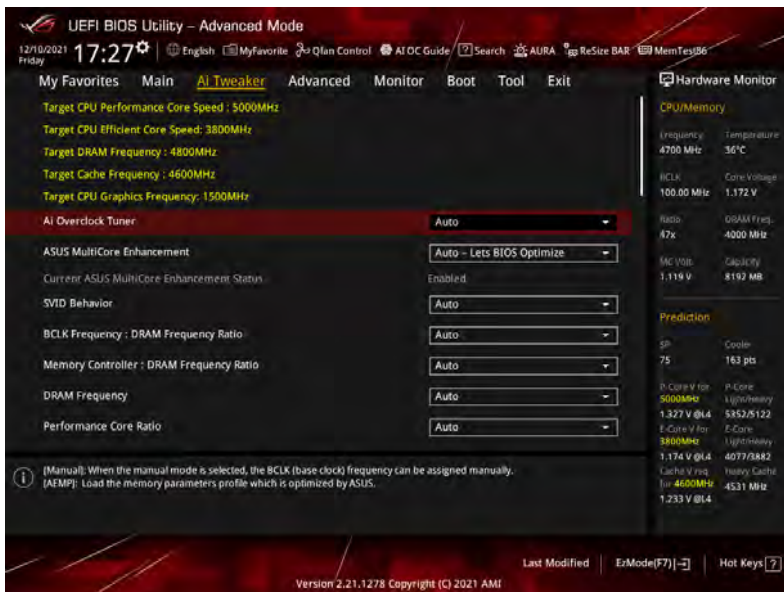 UEFI BIOS Utility – Advanced Mode
12/10/2021 Friday 17:27 English MyFavorite Qfan Control AI OC Guide ? Search AURA ReSize BAR MemTest86
My Favorites Main Ai Tweaker Advanced Monitor Boot Tool Exit
Target CPU Performance Core Speed : 5000MHz
Target CPU Efficient Core Speed: 3800MHz
Target DRAM Frequency : 4800MHz
Target Cache Frequency : 4600MHz
Target CPU Graphics Frequency: 1500MHz
Ai Overclock Tuner Auto
ASUS MultiCore Enhancement Auto – Lets BIOS Optimize
Current ASUS MultiCore Enhancement Status Enabled
SVID Behavior Auto
BCLK Frequency : DRAM Frequency Ratio Auto
Memory Controller : DRAM Frequency Ratio Auto
DRAM Frequency Auto
Performance Core Ratio Auto
[Manual]: When the manual mode is selected, the BCLK (base clock) frequency can be assigned manually.
[AEMP]: Load the memory parameters profile which is optimized by ASUS.
Hardware Monitor
CPU/Memory
Frequency Temperature
4700 MHz 36°C
BCLK Core Voltage
100.00 MHz 1.172 V
Ratio DRAM Freq.
47x 4000 MHz
MC Volt. Capacity
1.119 V 8192 MB
Prediction
SP Cooler
75 163 pts
P-Core V for P-Core
5000MHz Light/Heavy
1.327 V @L4 5352/5122
E-Core V for E-Core
3800MHz Light/Heavy
1.174 V @L4 4077/3882
Cache V req Heavy Cache
for 4600MHz 4531 MHz
1.233 V @L4
Last Modified EzMode(F7) Hot Keys ?
Version 2.21.1278 Copyright (C) 2021 AMI